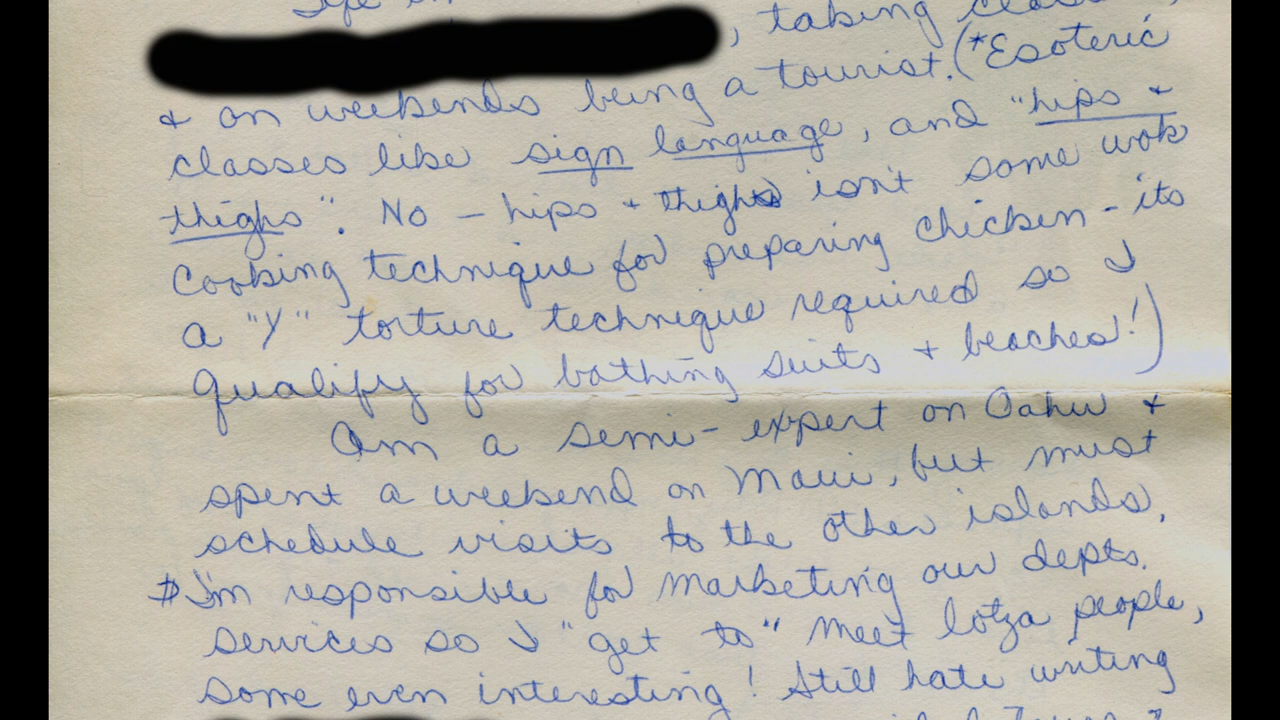 , taking
& on weekends being a tourist. (*Esoteric
classes like sign language, and "hips &
thighs". No – hips & thighs isn't some wok
cooking technique for preparing chicken – its
a "Y" torture technique required so I
qualify for bathing suits & beaches!)
Am a semi-expert on Oahu &
spent a weekend on Maui, but must
schedule visits to the other islands.
I'm responsible for marketing our depts.
services so I "get to" meet lotza people,
some even interesting! Still hate writing